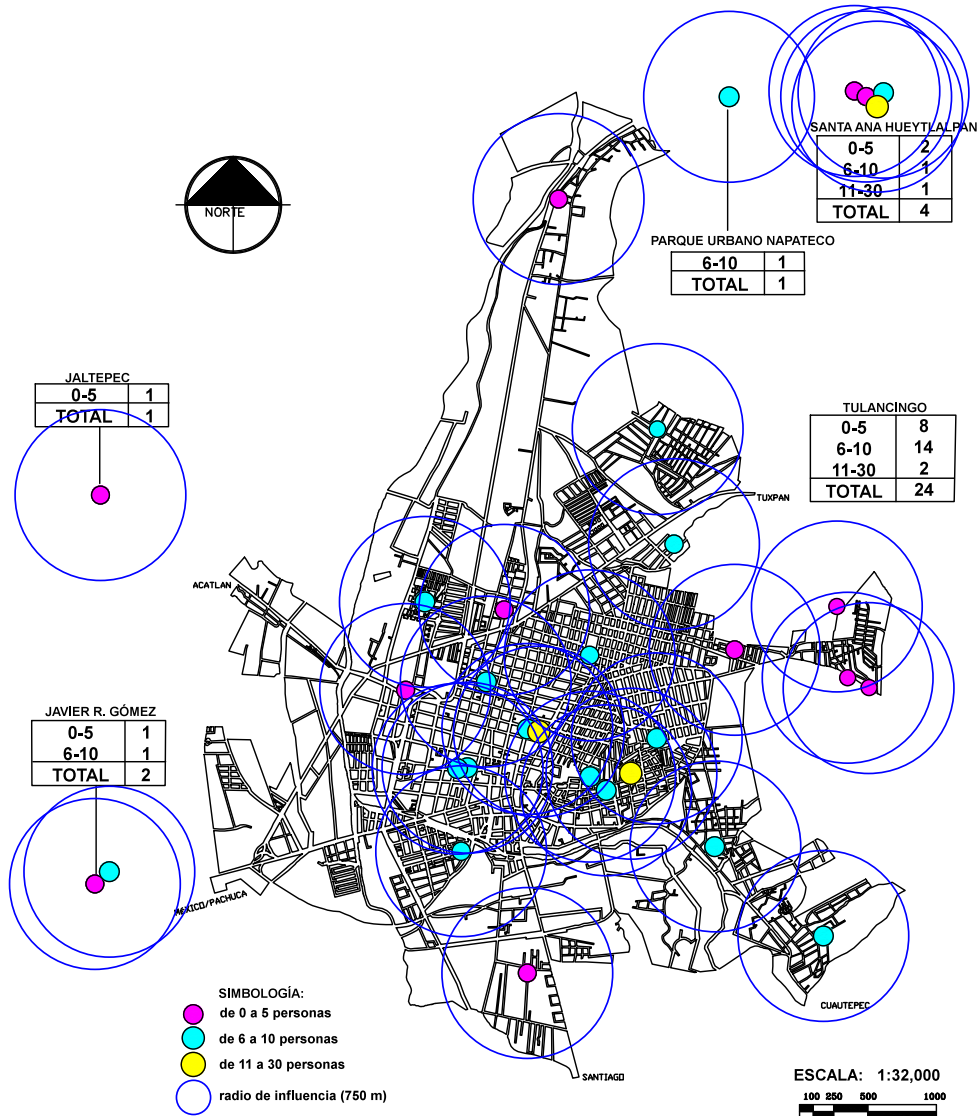 SANTA ANA HUEYTLALPAN
0-5 2
6-10 1
11-30 1
TOTAL 4
NORTE
PARQUE URBANO NAPATECO
6-10 1
TOTAL 1
JALTEPEC
0-5 1
TOTAL 1
TULANCINGO
0-5 8
6-10 14
11-30 2
TOTAL 24
TUXPAN
ACATLAN
JAVIER R. GÓMEZ
0-5 1
6-10 1
TOTAL 2
MEXICO/PACHUCA
CUAUTEPEC
SANTIAGO
SIMBOLOGÍA:
de 0 a 5 personas
de 6 a 10 personas
de 11 a 30 personas
radio de influencia (750 m)
ESCALA: 1:32,000
100 250 500 1000